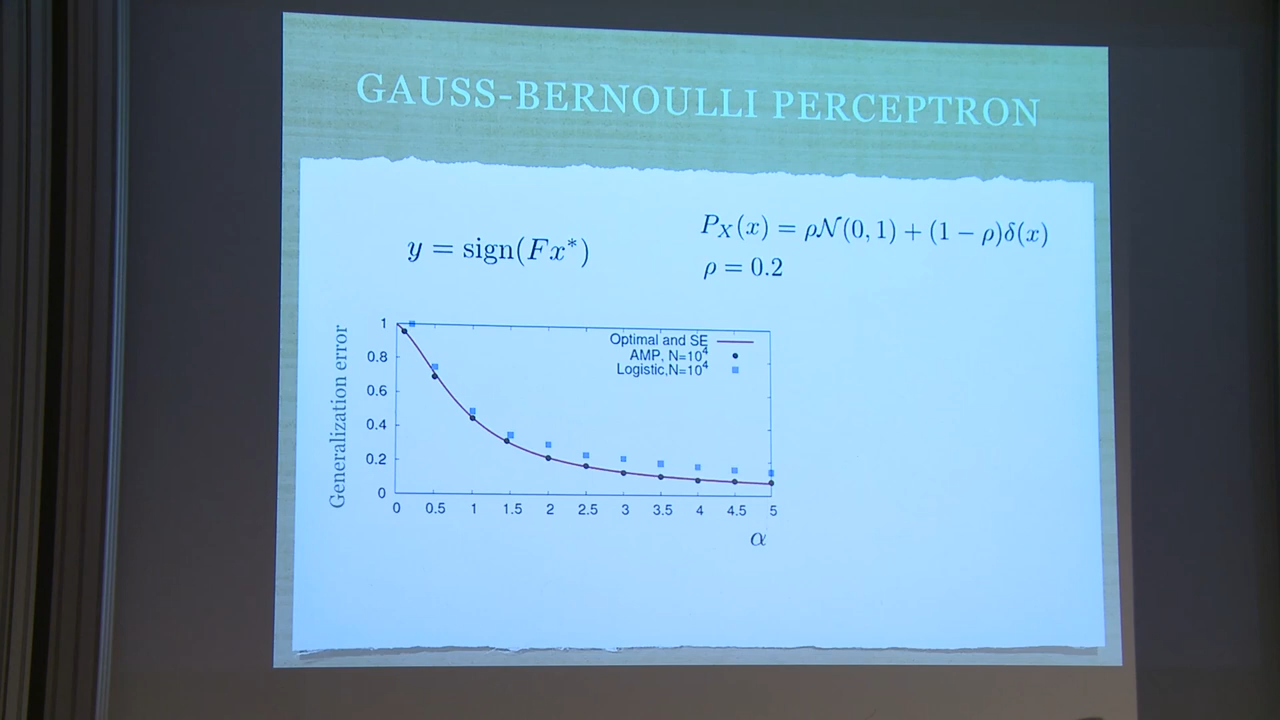 GAUSS-BERNOULLI PERCEPTRON
y = sign(Fx*)
P_X(x) = ρN(0, 1) + (1 − ρ)δ(x)
ρ = 0.2
Generalization error
1
0.8
0.6
0.4
0.2
0
Optimal and SE
AMP, N=10^4
Logistic,N=10^4
0 0.5 1 1.5 2 2.5 3 3.5 4 4.5 5
α